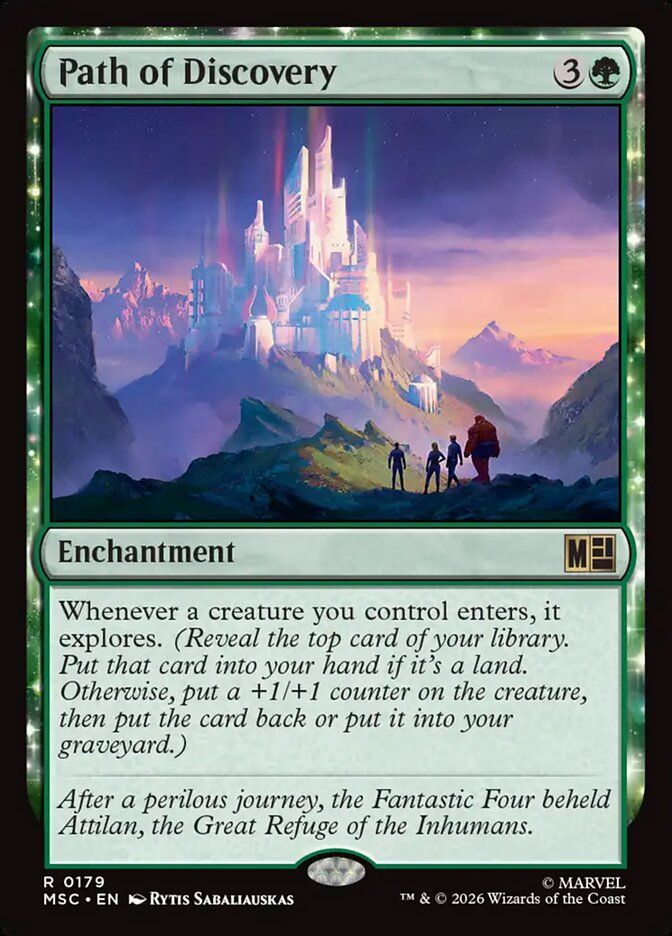 Path of Discovery 3
Enchantment
Whenever a creature you control enters, it
explores. (Reveal the top card of your library.
Put that card into your hand if it's a land.
Otherwise, put a +1/+1 counter on the creature,
then put the card back or put it into your
graveyard.)
After a perilous journey, the Fantastic Four beheld
Attilan, the Great Refuge of the Inhumans.
R 0179
MSC • EN Rytis Sabaliauskas
© MARVEL
™ & © 2026 Wizards of the Coast